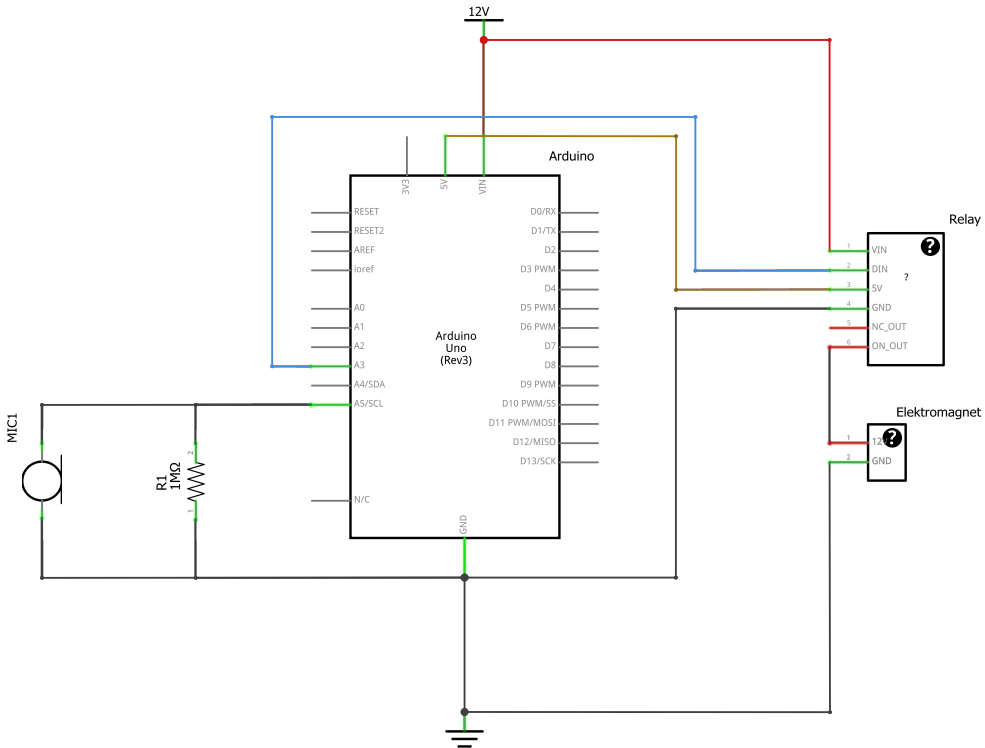 12V
Arduino
3V3
5V
VIN
RESET
RESET2
AREF
ioref
A0
A1
A2
A3
A4/SDA
A5/SCL
N/C
D0/RX
D1/TX
D2
D3 PWM
D4
D5 PWM
D6 PWM
D7
D8
D9 PWM
D10 PWM/SS
D11 PWM/MOSI
D12/MISO
D13/SCK
Arduino
Uno
(Rev3)
GND
MIC1
R1
1MΩ
2
1
Relay
?
?
1 VIN
2 DIN
3 5V
4 GND
5 NC_OUT
6 ON_OUT
Elektromagnet
?
1 12
2 GND